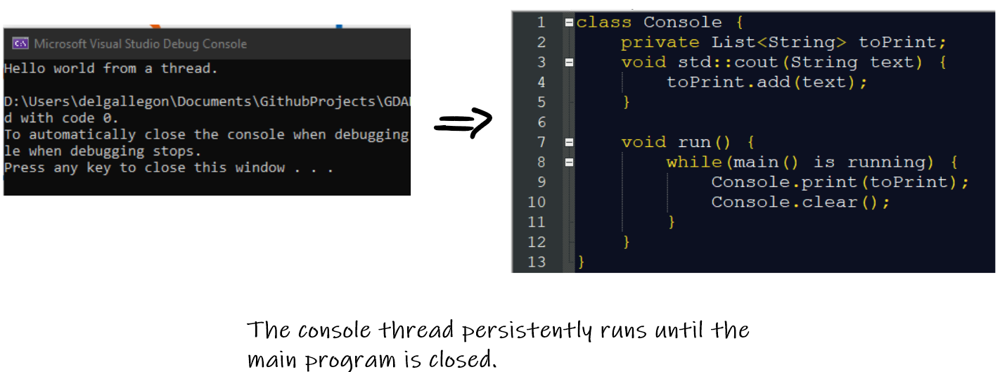 Microsoft Visual Studio Debug Console
Hello world from a thread.
D:\Users\delgallegon\Documents\GithubProjects\GDA
d with code 0.
To automatically close the console when debugging
le when debugging stops.
Press any key to close this window . . .
1 class Console {
2 private List<String> toPrint;
3 void std::cout(String text) {
4 toPrint.add(text);
5 }
6
7 void run() {
8 while(main() is running) {
9 Console.print(toPrint);
10 Console.clear();
11 }
12 }
13 }
The console thread persistently runs until the
main program is closed.